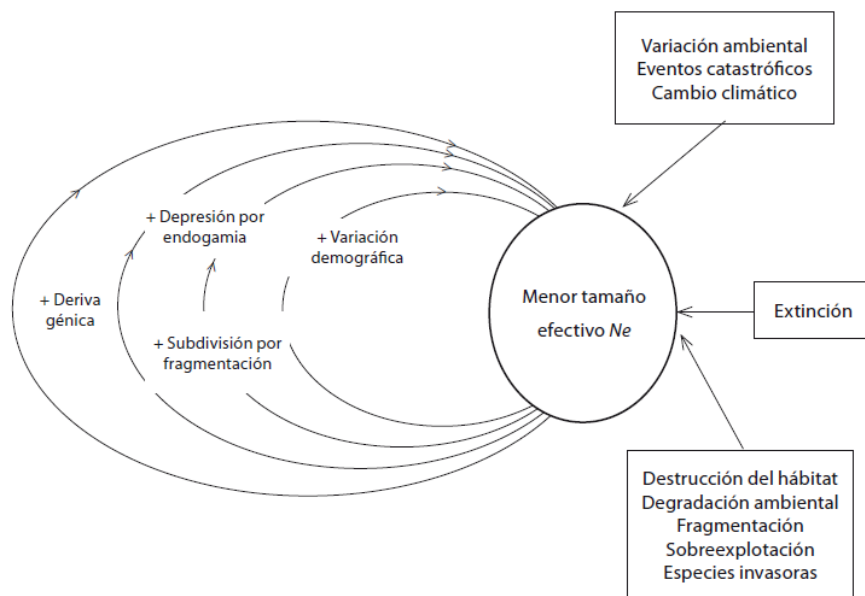 Variación ambiental
Eventos catastróficos
Cambio climático
+ Depresión por
endogamia
+ Variación
demográfica
+ Deriva
génica
+ Subdivisión por
fragmentación
Menor tamaño
efectivo Ne
Extinción
Destrucción del hábitat
Degradación ambiental
Fragmentación
Sobreexplotación
Especies invasoras